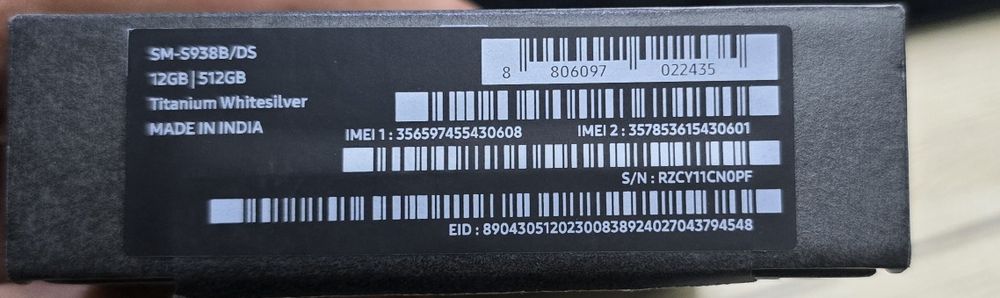 SM-S938B/DS
12GB|512GB
Titanium Whitesilver
MADE IN INDIA
8 806097 022435
IMEI 1 : 356597455430608 IMEI 2 : 357853615430601
S/N : RZCY11CN0PF
EID : 89043051202300838924027043794548